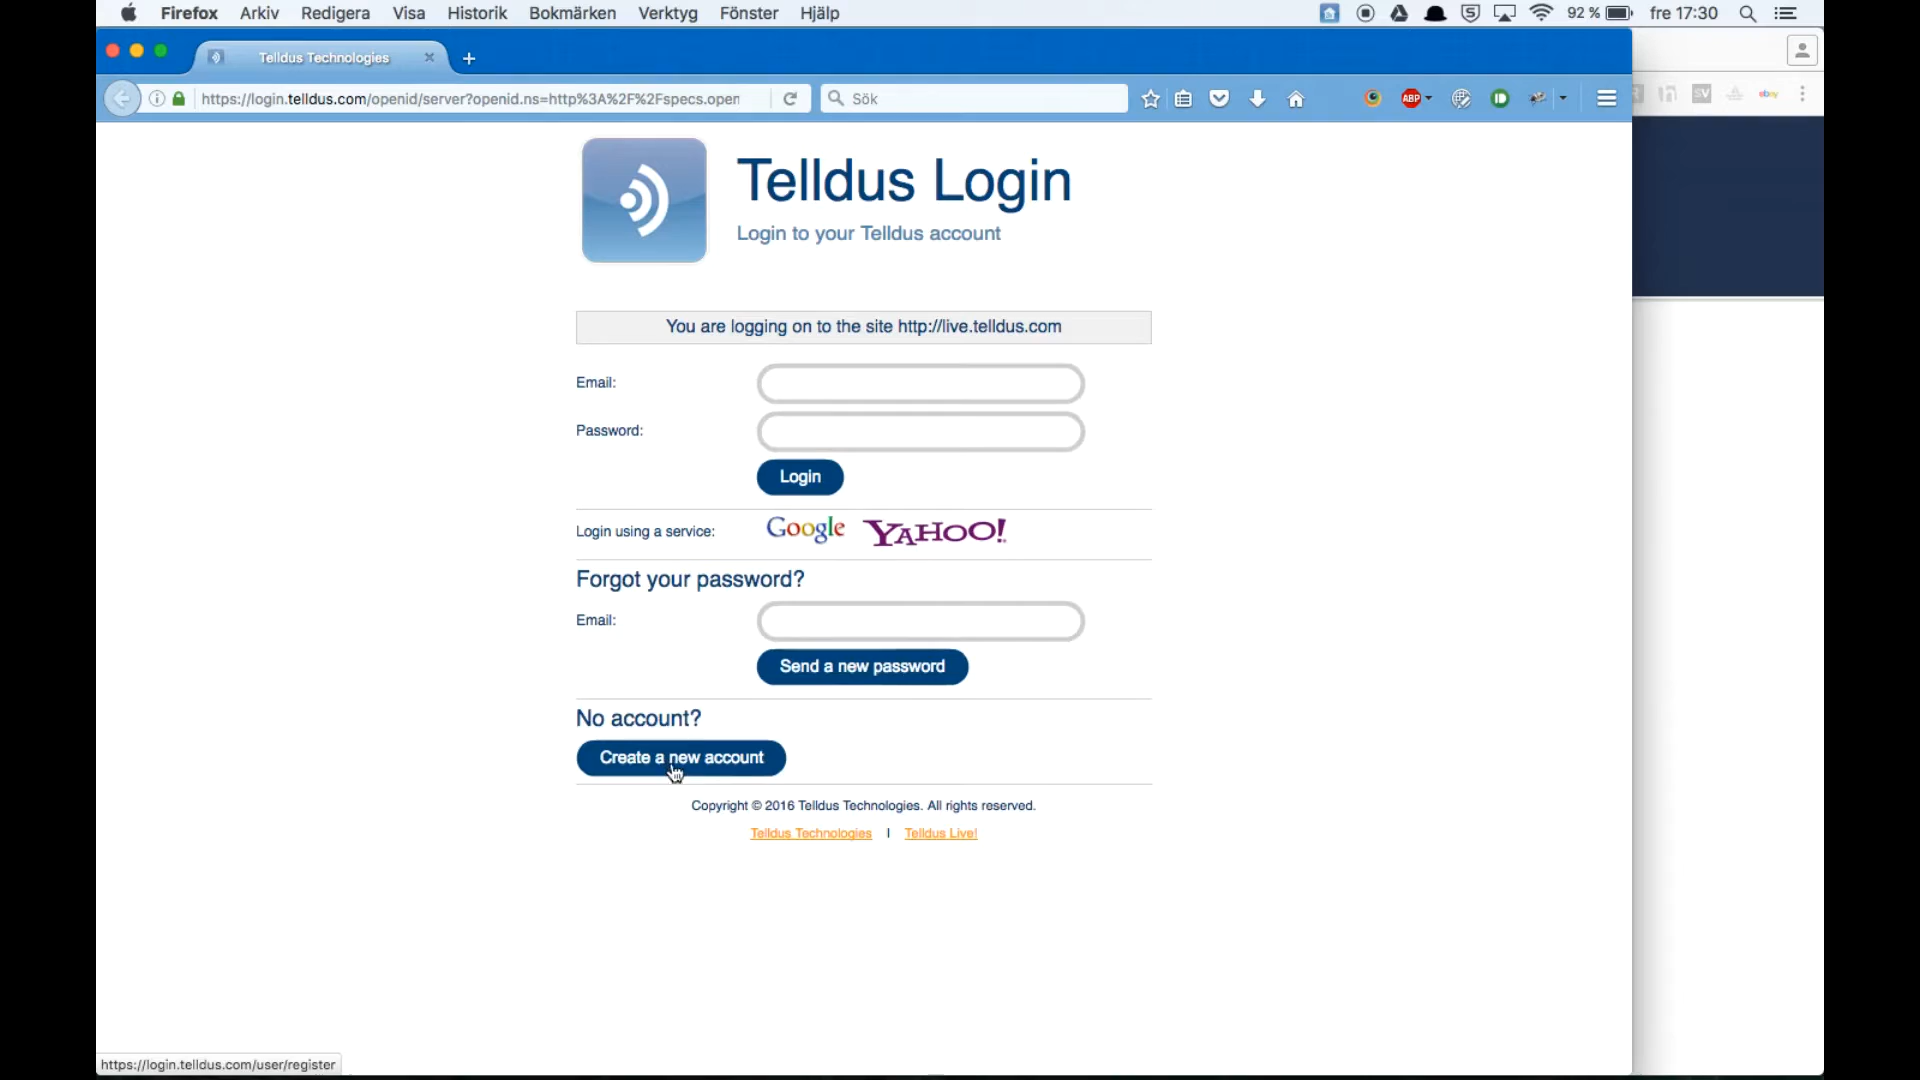 Firefox Arkiv Redigera Visa Historik Bokmärken Verktyg Fönster Hjälp 92 % fre 17:30
Telldus Technologies
https://login.telldus.com/openid/server?openid.ns=http%3A%2F%2Fspecs.open
Sök
ABP
SV
ebay
Telldus Login
Login to your Telldus account
You are logging on to the site http://live.telldus.com
Email:
Password:
Login
Login using a service: Google YAHOO!
Forgot your password?
Email:
Send a new password
No account?
Create a new account
Copyright © 2016 Telldus Technologies. All rights reserved.
Telldus Technologies | Telldus Live!
https://login.telldus.com/user/register